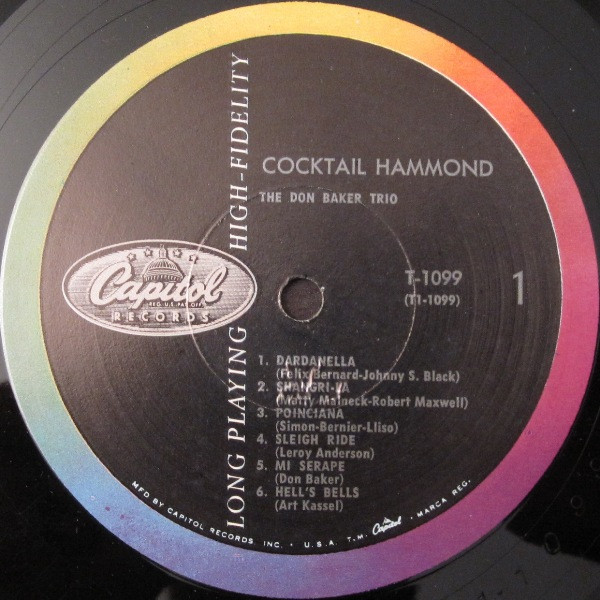 COCKTAIL HAMMOND
THE DON BAKER TRIO
LONG PLAYING HIGH-FIDELITY
Capitol
REG. U.S. PAT. OFF.
RECORDS
T-1099
(T1-1099)
1
1. DARDANELLA
(Felix Bernard-Johnny S. Black)
2. SHANGRI-LA
(Matty Malneck-Robert Maxwell)
3. POINCIANA
(Simon-Bernier-Lliso)
4. SLEIGH RIDE
(Leroy Anderson)
5. MI SERAPE
(Don Baker)
6. HELL'S BELLS
(Art Kassel)
MFD BY CAPITOL RECORDS, INC. • U.S.A. T.M. Capitol • MARCA REG.